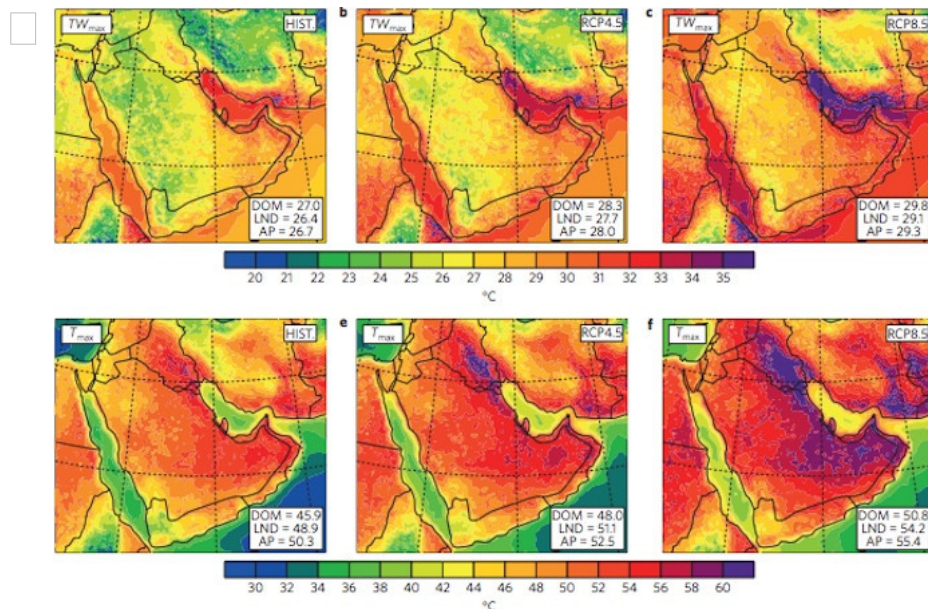 TWmax
HIST.
DOM = 27.0
LND = 26.4
AP = 26.7
b
TWmax
RCP4.5
DOM = 28.3
LND = 27.7
AP = 28.0
c
TWmax
RCP8.5
DOM = 29.8
LND = 29.1
AP = 29.3
20 21 22 23 24 25 26 27 28 29 30 31 32 33 34 35
°C
Tmax
HIST.
DOM = 45.9
LND = 48.9
AP = 50.3
e
Tmax
RCP4.5
DOM = 48.0
LND = 51.1
AP = 52.5
f
Tmax
RCP8.5
DOM = 50.8
LND = 54.2
AP = 55.4
30 32 34 36 38 40 42 44 46 48 50 52 54 56 58 60
°C